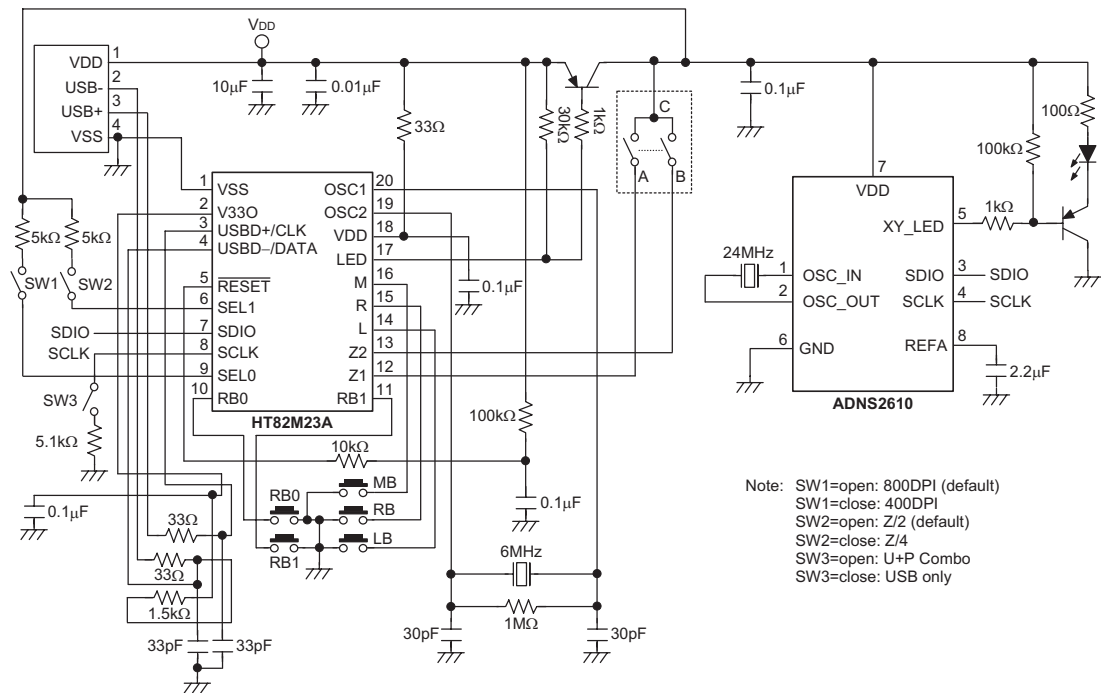 VDD
VDD 1
USB- 2
USB+ 3
VSS 4
10μF
0.01μF
33Ω
30kΩ
1kΩ
C
A
B
0.1μF
100Ω
100kΩ
7
VDD
XY_LED 5
1kΩ
24MHz
1 OSC_IN
2 OSC_OUT
SDIO 3 SDIO
SCLK 4 SCLK
6 GND
REFA 8
2.2μF
ADNS2610
5kΩ
5kΩ
SW1
SW2
1 VSS
2 V33O
3 USBD+/CLK
4 USBD−/DATA
5 RESET
6 SEL1
SDIO 7 SDIO
SCLK 8 SCLK
9 SEL0
10 RB0
OSC1 20
OSC2 19
VDD 18
LED 17
M 16
R 15
L 14
Z2 13
Z1 12
RB1 11
HT82M23A
0.1μF
SW3
5.1kΩ
100kΩ
10kΩ
0.1μF
0.1μF
RB0
MB
RB
RB1
LB
33Ω
33Ω
1.5kΩ
33pF
33pF
6MHz
1MΩ
30pF
30pF
Note: SW1=open: 800DPI (default)
SW1=close: 400DPI
SW2=open: Z/2 (default)
SW2=close: Z/4
SW3=open: U+P Combo
SW3=close: USB only